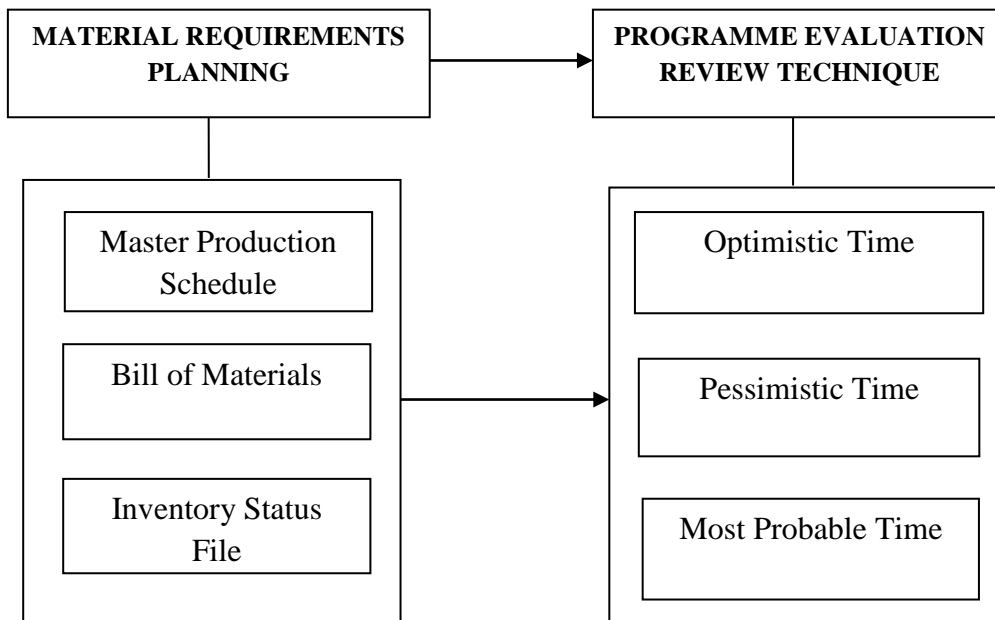 MATERIAL REQUIREMENTS
PLANNING
PROGRAMME EVALUATION
REVIEW TECHNIQUE
Master Production
Schedule
Bill of Materials
Inventory Status
File
Optimistic Time
Pessimistic Time
Most Probable Time